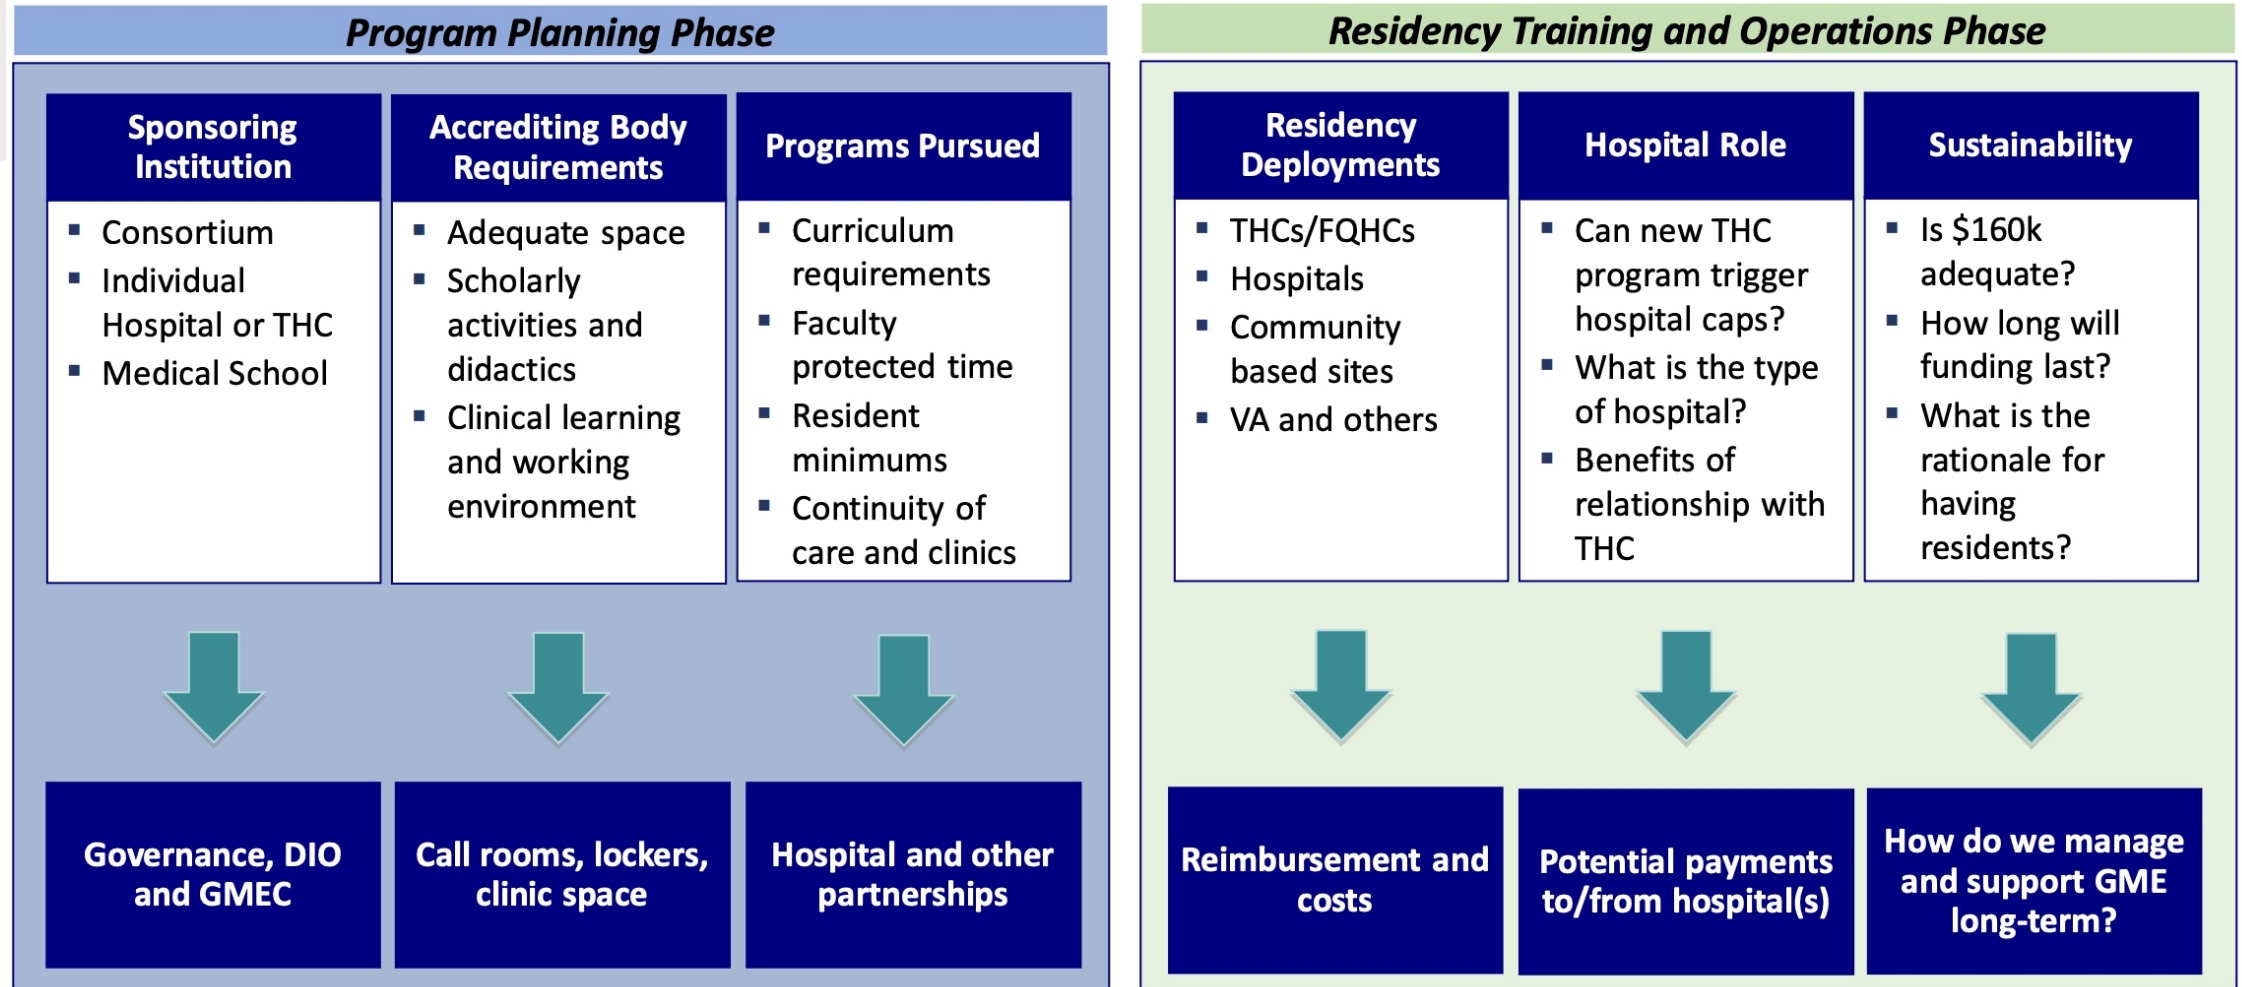 Program Planning Phase
Sponsoring
Institution
▪ Consortium
▪ Individual
Hospital or THC
▪ Medical School
Governance, DIO
and GMEC
Accrediting Body
Requirements
▪ Adequate space
▪ Scholarly
activities and
didactics
▪ Clinical learning
and working
environment
Call rooms, lockers,
clinic space
Programs Pursued
▪ Curriculum
requirements
▪ Faculty
protected time
▪ Resident
minimums
▪ Continuity of
care and clinics
Hospital and other
partnerships
Residency Training and Operations Phase
Residency
Deployments
▪ THCs/FQHCs
▪ Hospitals
▪ Community
based sites
▪ VA and others
Reimbursement and
costs
Hospital Role
▪ Can new THC
program trigger
hospital caps?
▪ What is the type
of hospital?
▪ Benefits of
relationship with
THC
Potential payments
to/from hospital(s)
Sustainability
▪ Is $160k
adequate?
▪ How long will
funding last?
▪ What is the
rationale for
having
residents?
How do we manage
and support GME
long-term?